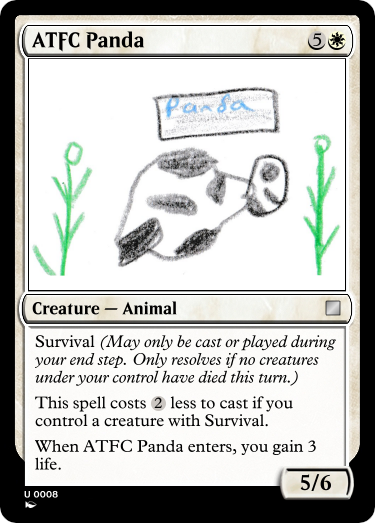 ATFC Panda 5
Panda
Creature — Animal
Survival (May only be cast or played during
your end step. Only resolves if no creatures
under your control have died this turn.)
This spell costs 2 less to cast if you
control a creature with Survival.
When ATFC Panda enters, you gain 3
life.
5/6
U 0008